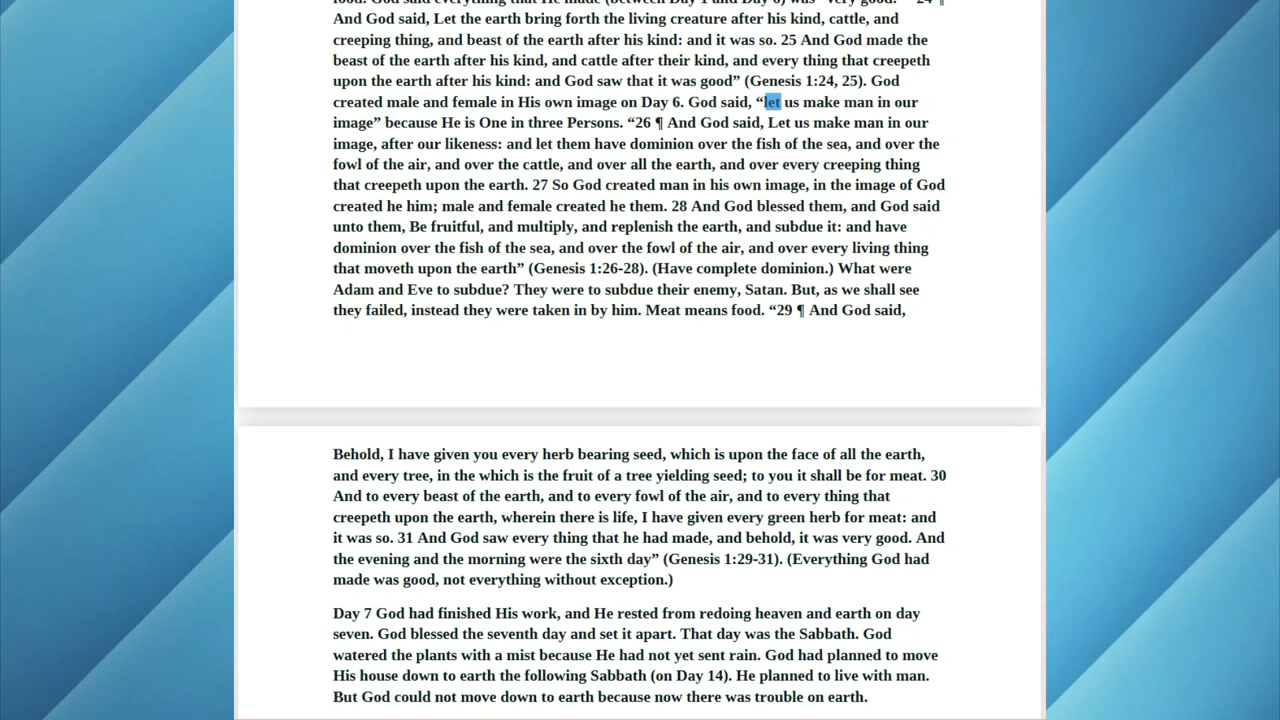 food. God said everything that He made (between Day 1 and Day 6) was “very good.” “24 ¶
And God said, Let the earth bring forth the living creature after his kind, cattle, and
creeping thing, and beast of the earth after his kind: and it was so. 25 And God made the
beast of the earth after his kind, and cattle after their kind, and every thing that creepeth
upon the earth after his kind: and God saw that it was good” (Genesis 1:24, 25). God
created male and female in His own image on Day 6. God said, “let us make man in our
image” because He is One in three Persons. “26 ¶ And God said, Let us make man in our
image, after our likeness: and let them have dominion over the fish of the sea, and over the
fowl of the air, and over the cattle, and over all the earth, and over every creeping thing
that creepeth upon the earth. 27 So God created man in his own image, in the image of God
created he him; male and female created he them. 28 And God blessed them, and God said
unto them, Be fruitful, and multiply, and replenish the earth, and subdue it: and have
dominion over the fish of the sea, and over the fowl of the air, and over every living thing
that moveth upon the earth” (Genesis 1:26-28). (Have complete dominion.) What were
Adam and Eve to subdue? They were to subdue their enemy, Satan. But, as we shall see
they failed, instead they were taken in by him. Meat means food. “29 ¶ And God said,
Behold, I have given you every herb bearing seed, which is upon the face of all the earth,
and every tree, in the which is the fruit of a tree yielding seed; to you it shall be for meat. 30
And to every beast of the earth, and to every fowl of the air, and to every thing that
creepeth upon the earth, wherein there is life, I have given every green herb for meat: and
it was so. 31 And God saw every thing that he had made, and behold, it was very good. And
the evening and the morning were the sixth day” (Genesis 1:29-31). (Everything God had
made was good, not everything without exception.)
Day 7 God had finished His work, and He rested from redoing heaven and earth on day
seven. God blessed the seventh day and set it apart. That day was the Sabbath. God
watered the plants with a mist because He had not yet sent rain. God had planned to move
His house down to earth the following Sabbath (on Day 14). He planned to live with man.
But God could not move down to earth because now there was trouble on earth.